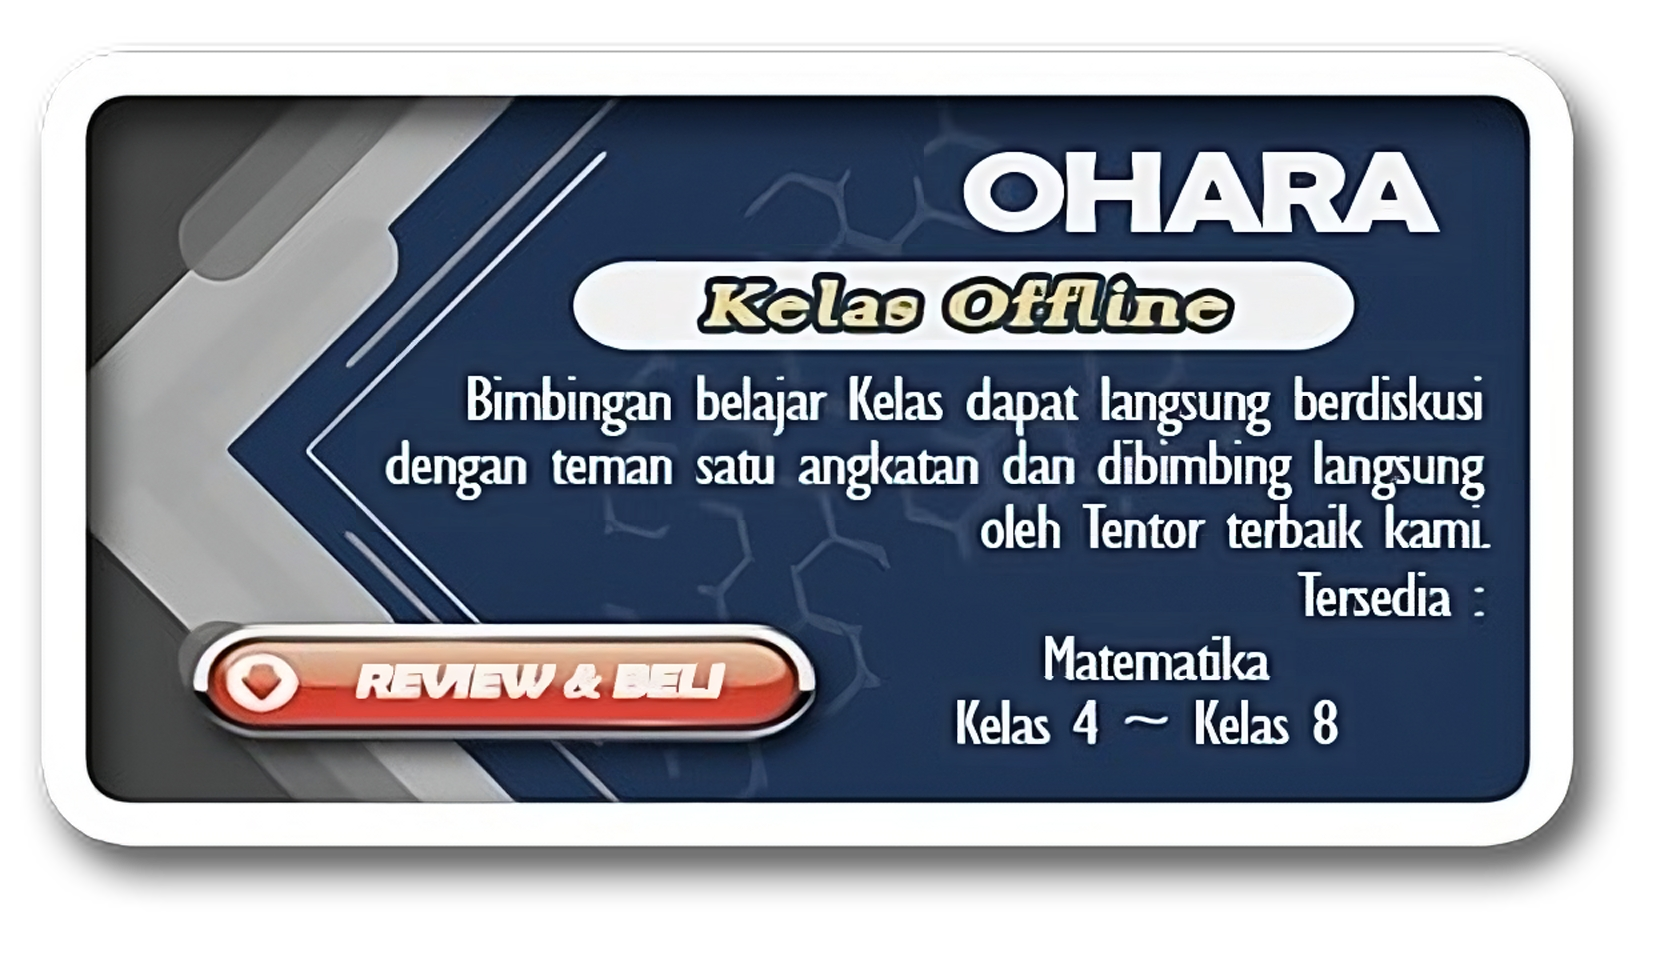 OHARA
Kelas Offline
Bimbingan belajar Kelas dapat langsung berdiskusi
dengan teman satu angkatan dan dibimbing langsung
oleh Tentor terbaik kami.
Tersedia :
Matematika
Kelas 4 ~ Kelas 8
REVIEW & BELI